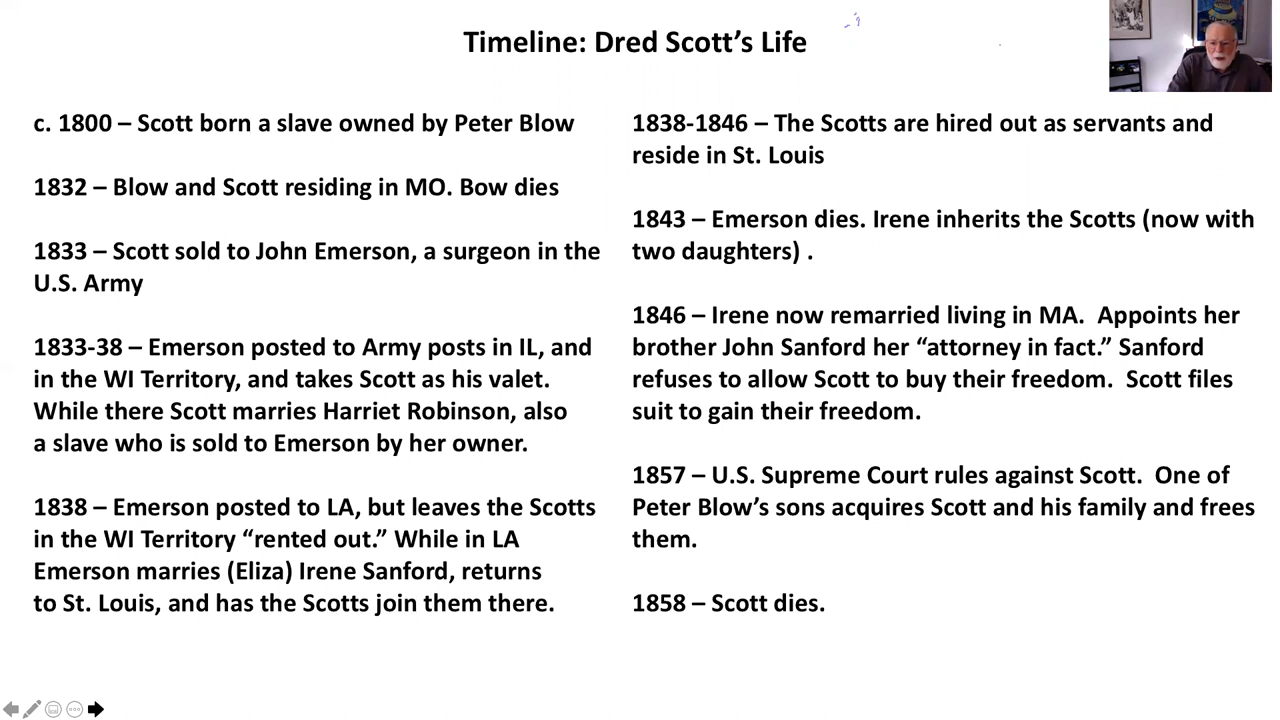 Timeline: Dred Scott’s Life
c. 1800 – Scott born a slave owned by Peter Blow
1832 – Blow and Scott residing in MO. Bow dies
1833 – Scott sold to John Emerson, a surgeon in the
U.S. Army
1833-38 – Emerson posted to Army posts in IL, and
in the WI Territory, and takes Scott as his valet.
While there Scott marries Harriet Robinson, also
a slave who is sold to Emerson by her owner.
1838 – Emerson posted to LA, but leaves the Scotts
in the WI Territory “rented out.” While in LA
Emerson marries (Eliza) Irene Sanford, returns
to St. Louis, and has the Scotts join them there.
1838-1846 – The Scotts are hired out as servants and
reside in St. Louis
1843 – Emerson dies. Irene inherits the Scotts (now with
two daughters) .
1846 – Irene now remarried living in MA.  Appoints her
brother John Sanford her “attorney in fact.” Sanford
refuses to allow Scott to buy their freedom.  Scott files
suit to gain their freedom.
1857 – U.S. Supreme Court rules against Scott.  One of
Peter Blow’s sons acquires Scott and his family and frees
them.
1858 – Scott dies.